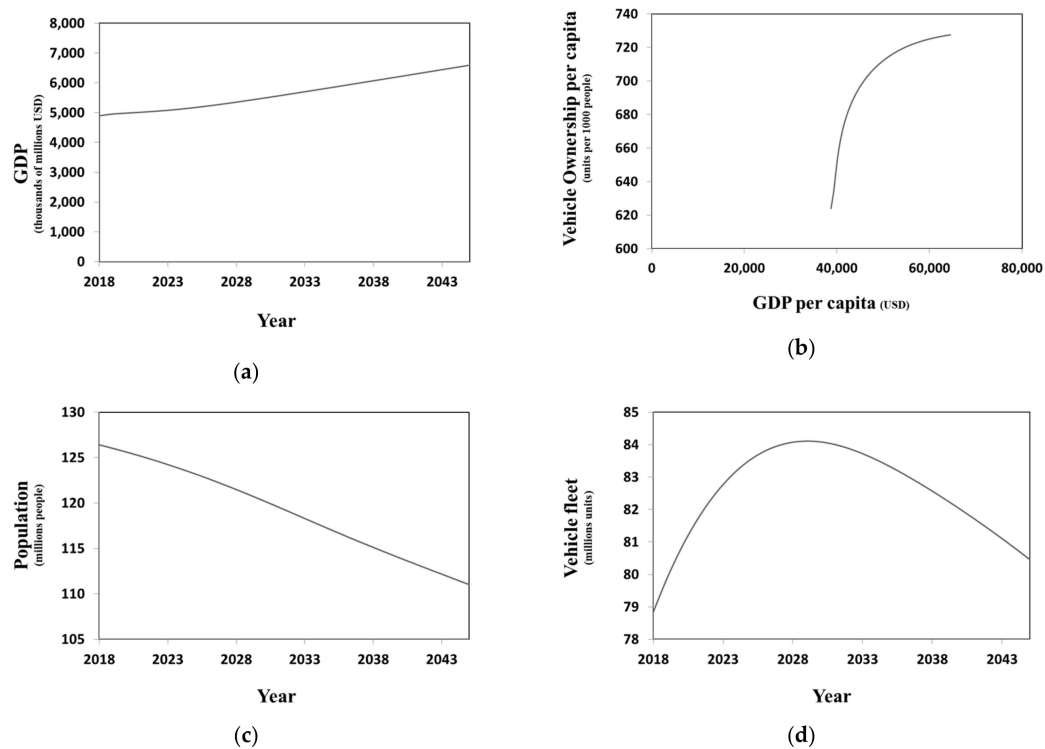 GDP
(thousands of millions USD)
8,000
7,000
6,000
5,000
4,000
3,000
2,000
1,000
0
2018 2023 2028 2033 2038 2043
Year
(a)
Vehicle Ownership per capita
(units per 1000 people)
740
720
700
680
660
640
620
600
0 20,000 40,000 60,000 80,000
GDP per capita (USD)
(b)
Population
(millions people)
130
125
120
115
110
105
2018 2023 2028 2033 2038 2043
Year
(c)
Vehicle fleet
(millions units)
85
84
83
82
81
80
79
78
2018 2023 2028 2033 2038 2043
Year
(d)